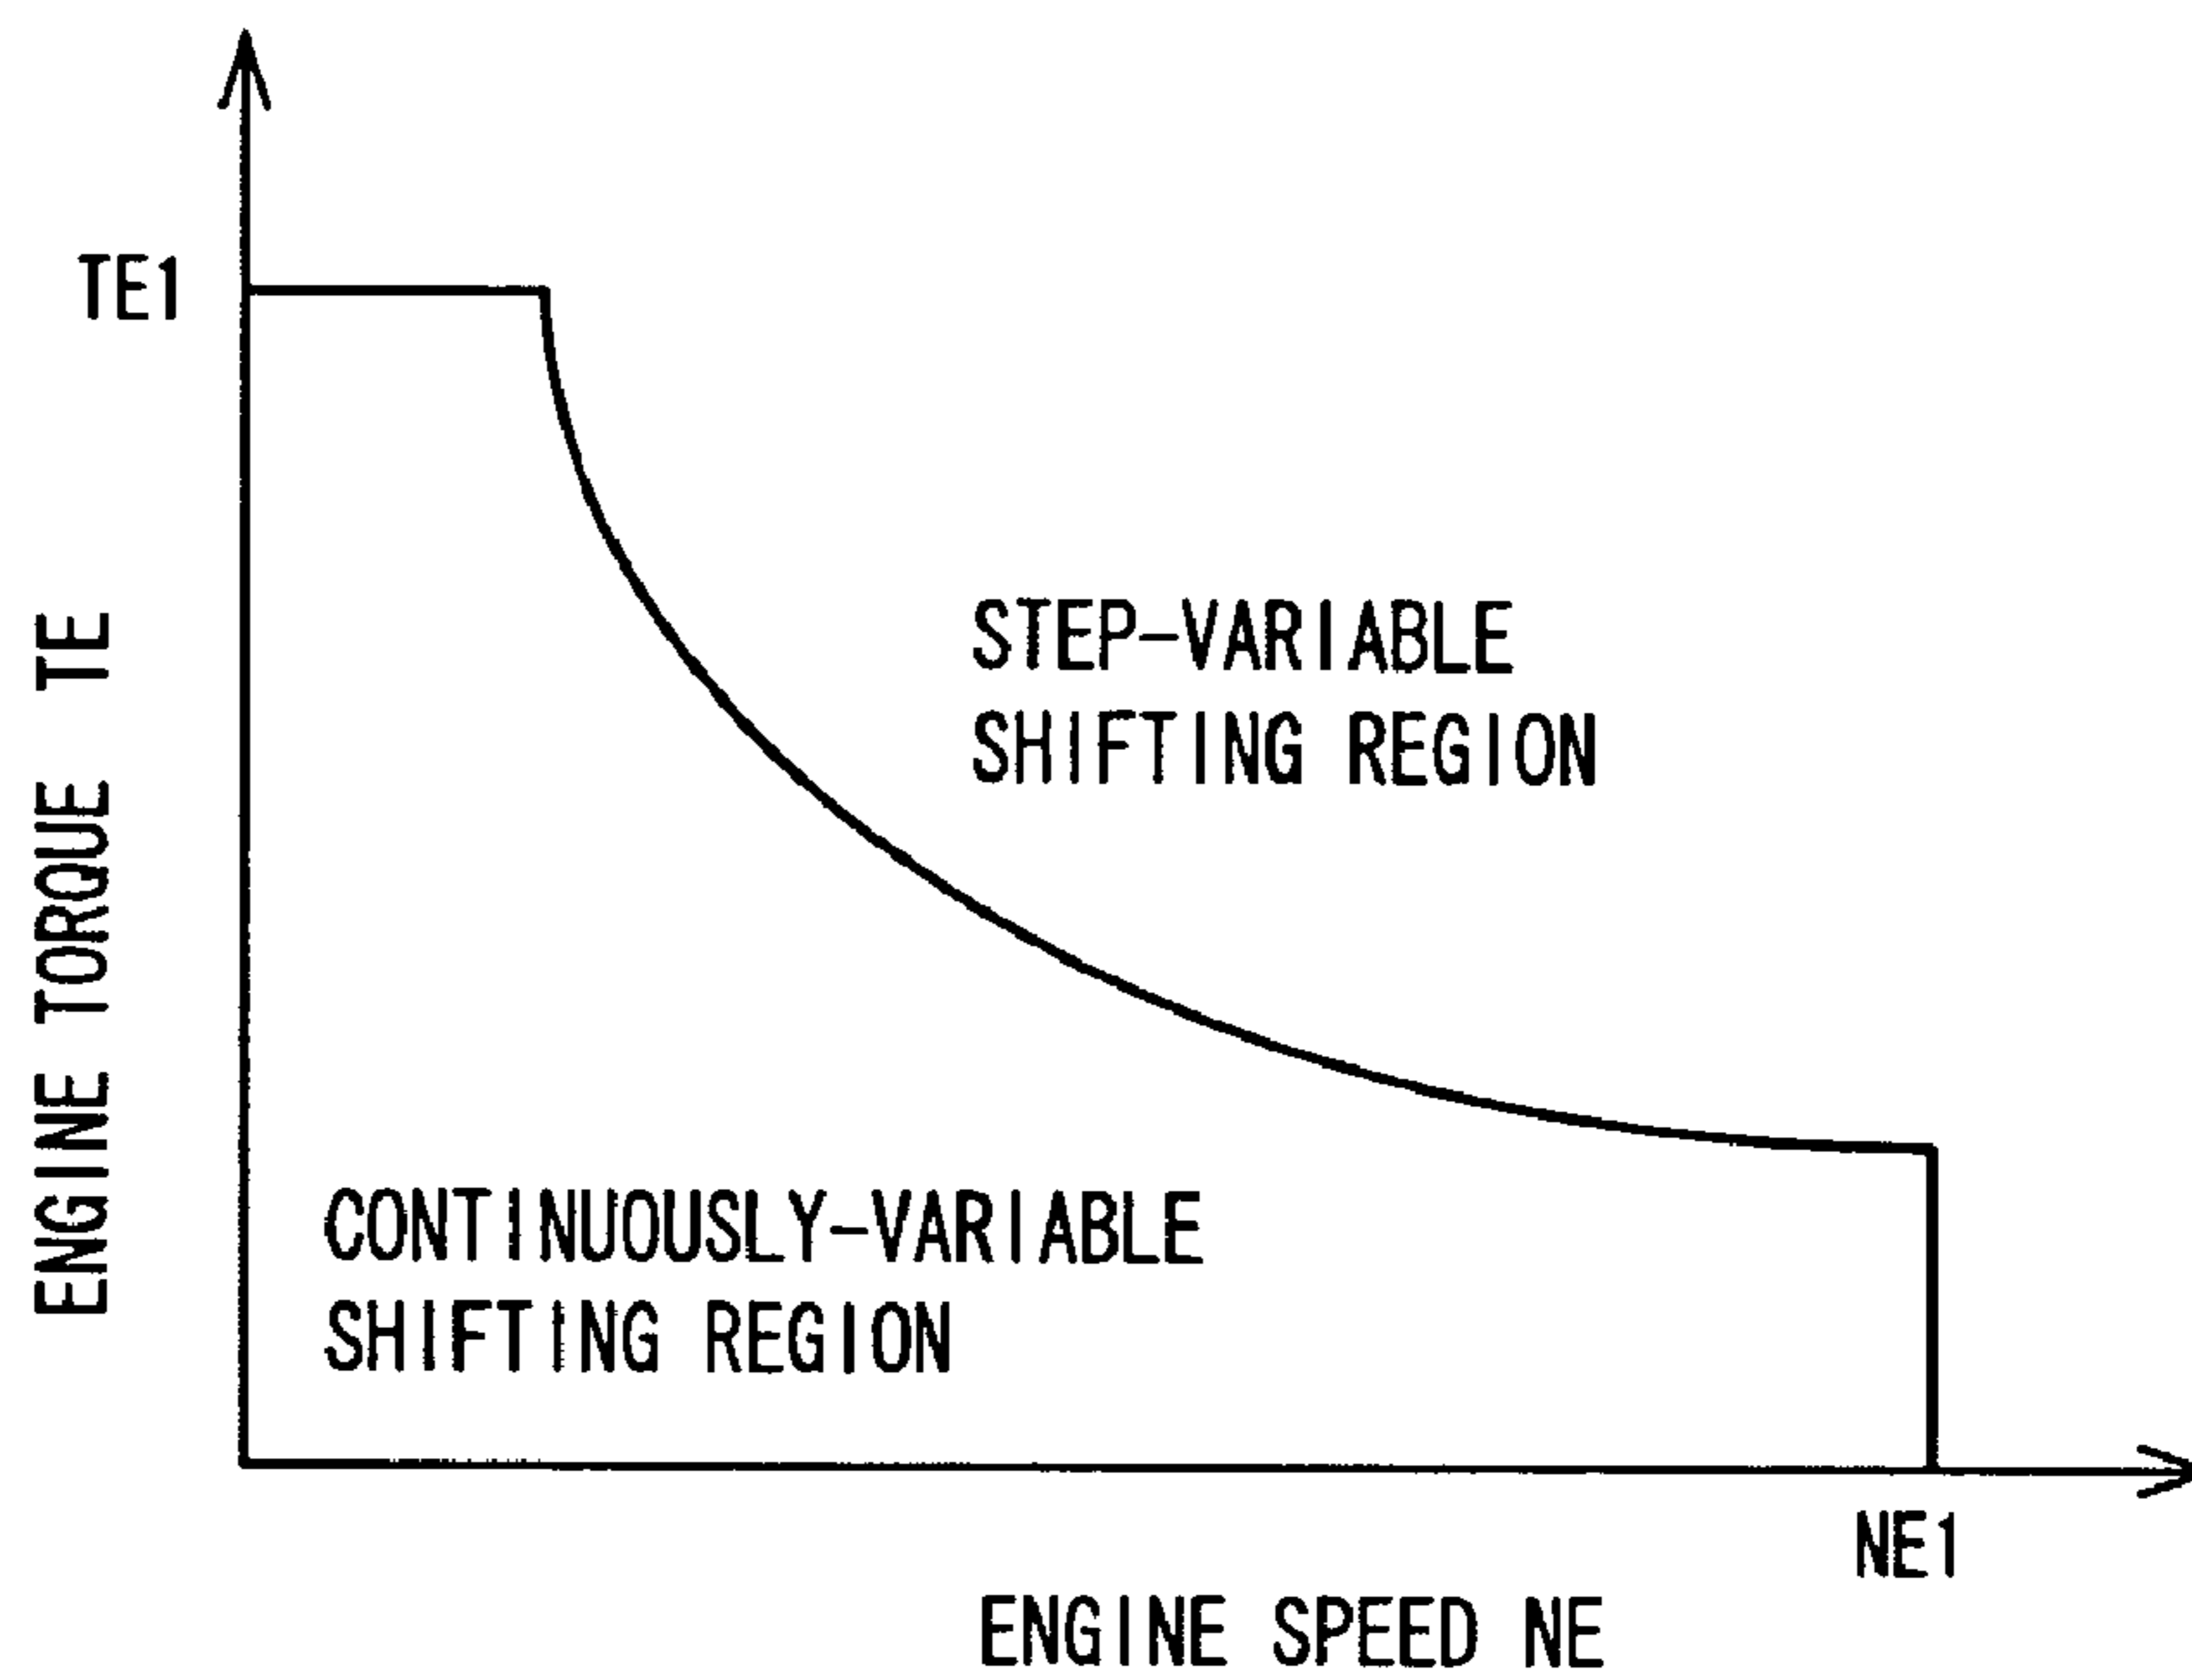 TE1
ENGINE TORQUE TE
STEP-VARIABLE
SHIFTING REGION
CONTINUOUSLY-VARIABLE
SHIFTING REGION
NE1
ENGINE SPEED NE